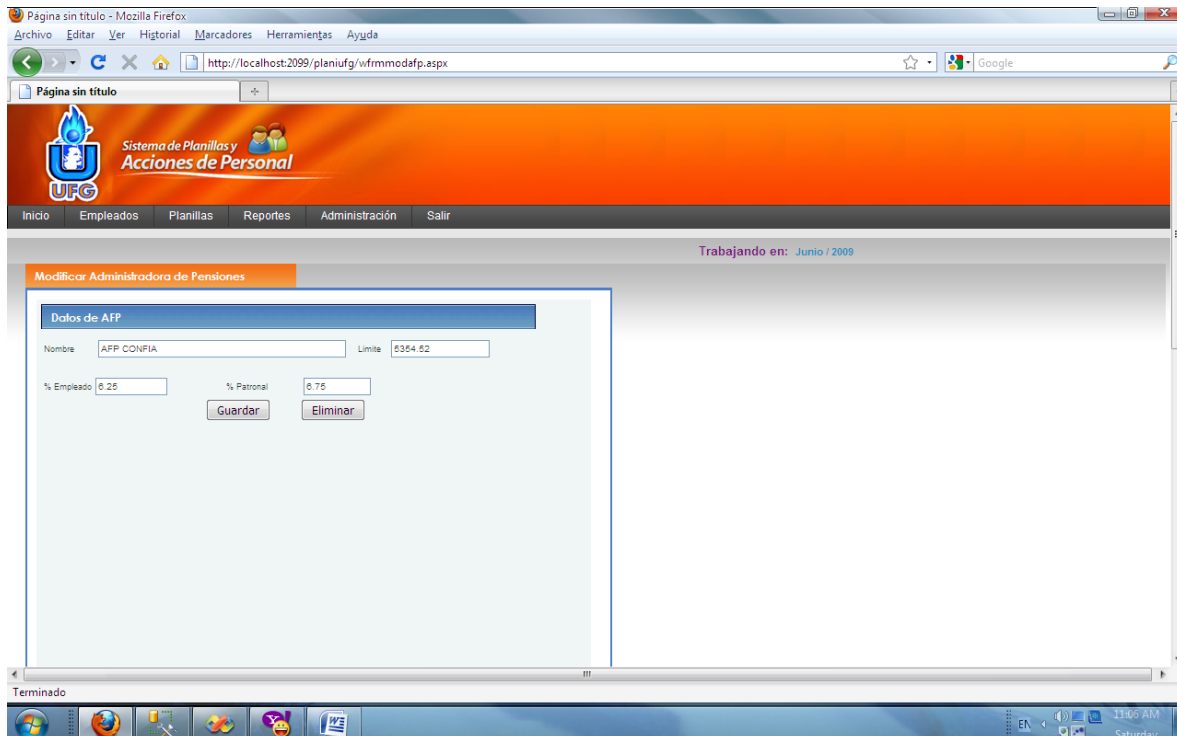 Página sin título - Mozilla Firefox
Archivo Editar Ver Historial Marcadores Herramientas Ayuda
http://localhost:2099/planiufg/wfrmmodafp.aspx
Google
Página sin título
Sistema de Planillas y
Acciones de Personal
UFG
Inicio Empleados Planillas Reportes Administración Salir
Trabajando en: Junio / 2009
Modificar Administradora de Pensiones
Datos de AFP
Nombre AFP CONFIA Limite 5354.52
% Empleado 6.25 % Patronal 6.75
Guardar Eliminar
Terminado
EN 11:06 AM
Saturday